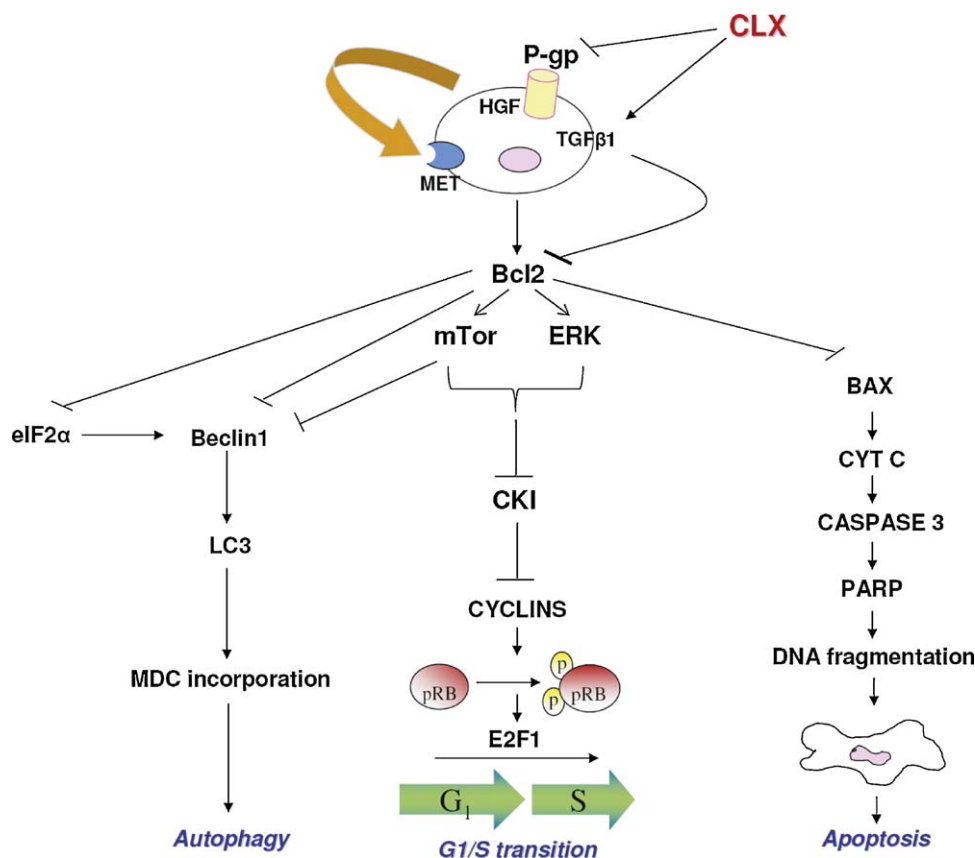 CLX
P-gp
HGF
TGFβ1
MET
Bcl2
mTor
ERK
BAX
eIF2α
Beclin1
CYT C
CKI
CASPASE 3
LC3
PARP
CYCLINS
DNA fragmentation
MDC incorporation
p
pRB
pRB
p
E2F1
G1
S
Autophagy
G1/S transition
Apoptosis